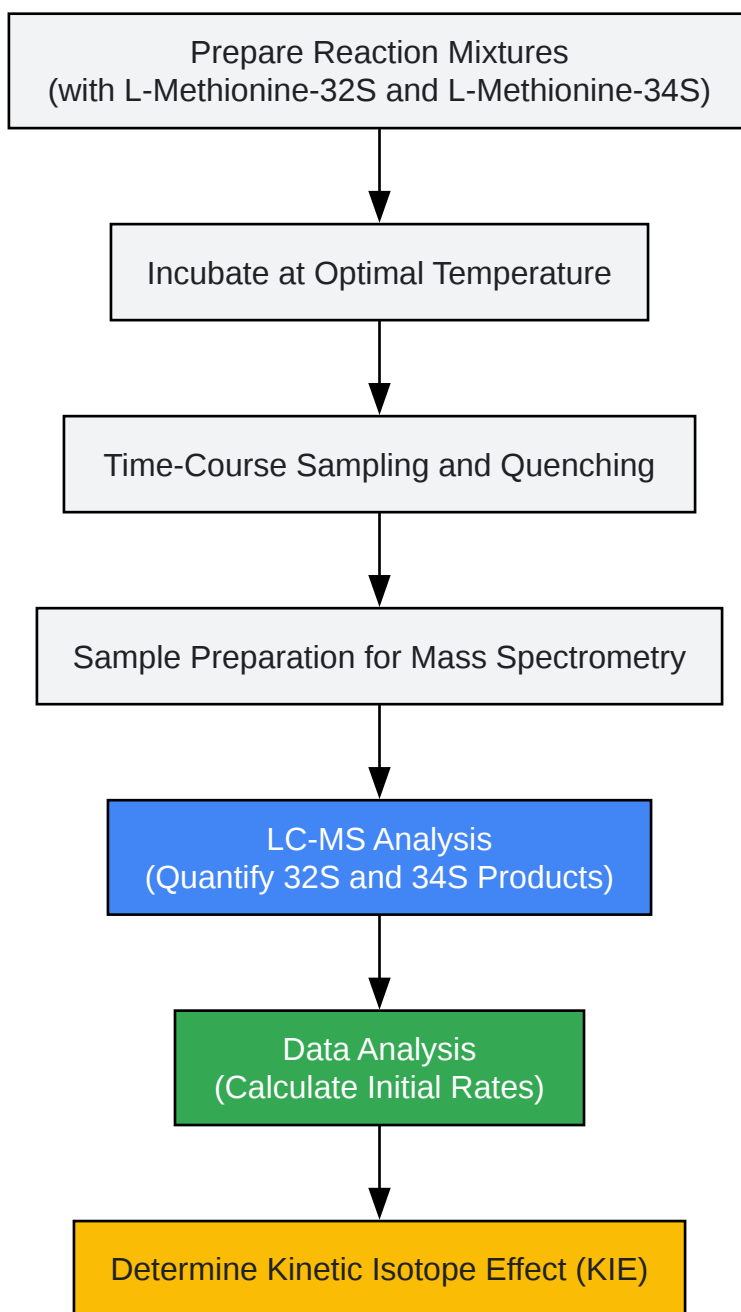 Prepare Reaction Mixtures
(with L-Methionine-32S and L-Methionine-34S)
Incubate at Optimal Temperature
Time-Course Sampling and Quenching
Sample Preparation for Mass Spectrometry
LC-MS Analysis
(Quantify 32S and 34S Products)
Data Analysis
(Calculate Initial Rates)
Determine Kinetic Isotope Effect (KIE)